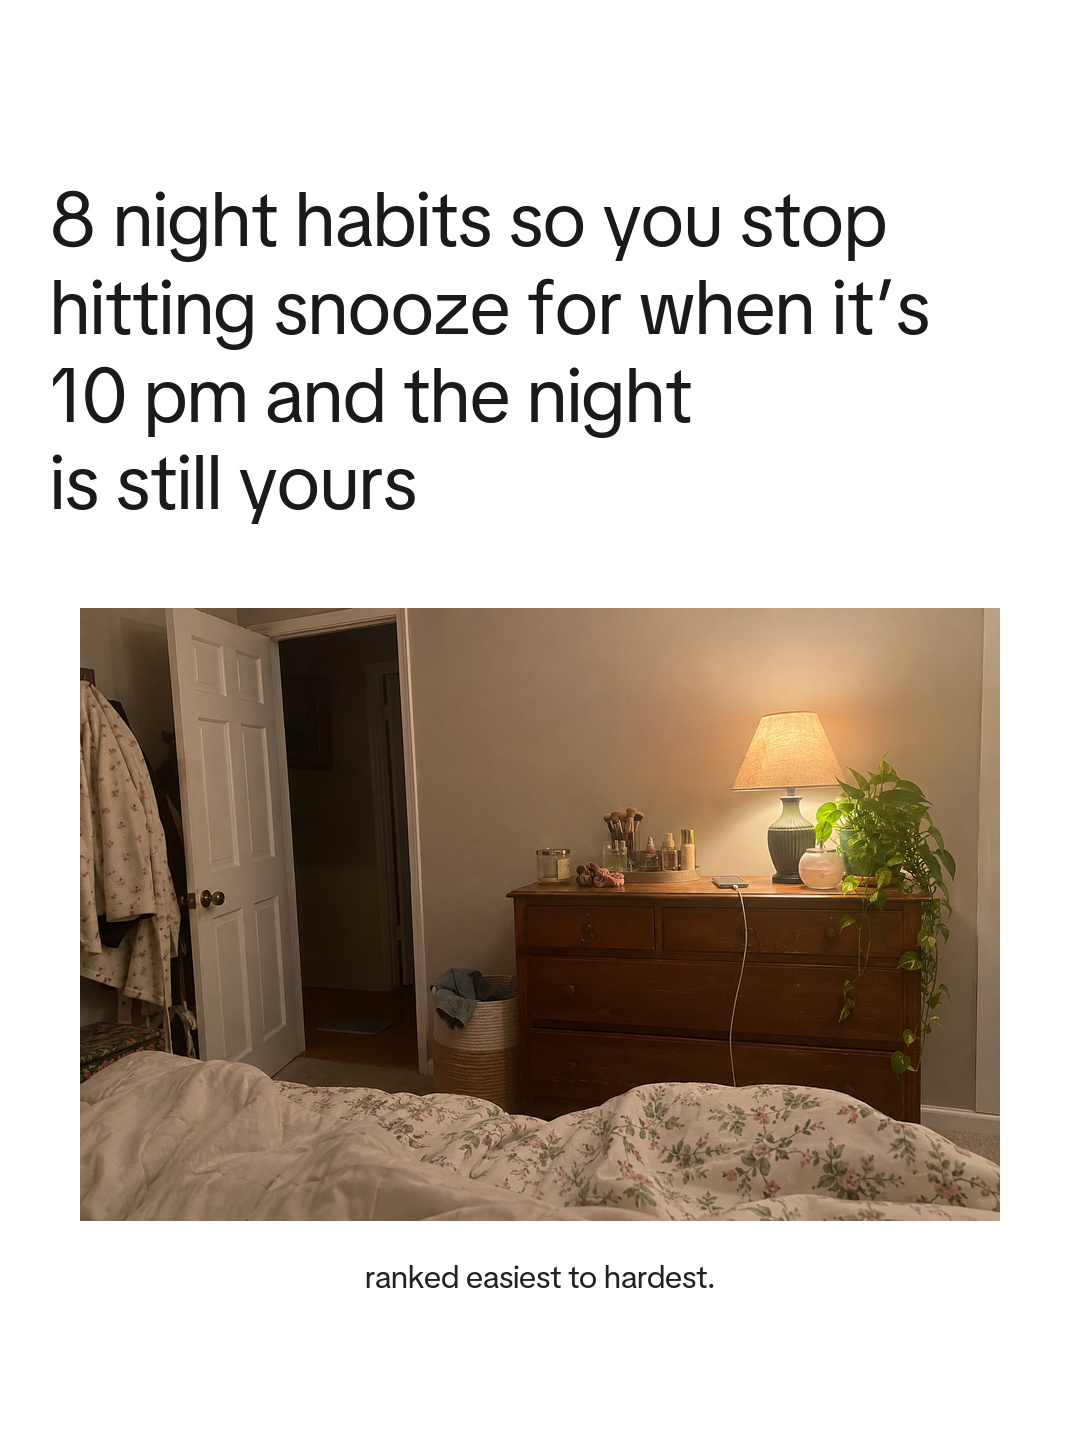 8 night habits so you stop
hitting snooze for when it’s
10 pm and the night
is still yours
ranked easiest to hardest.